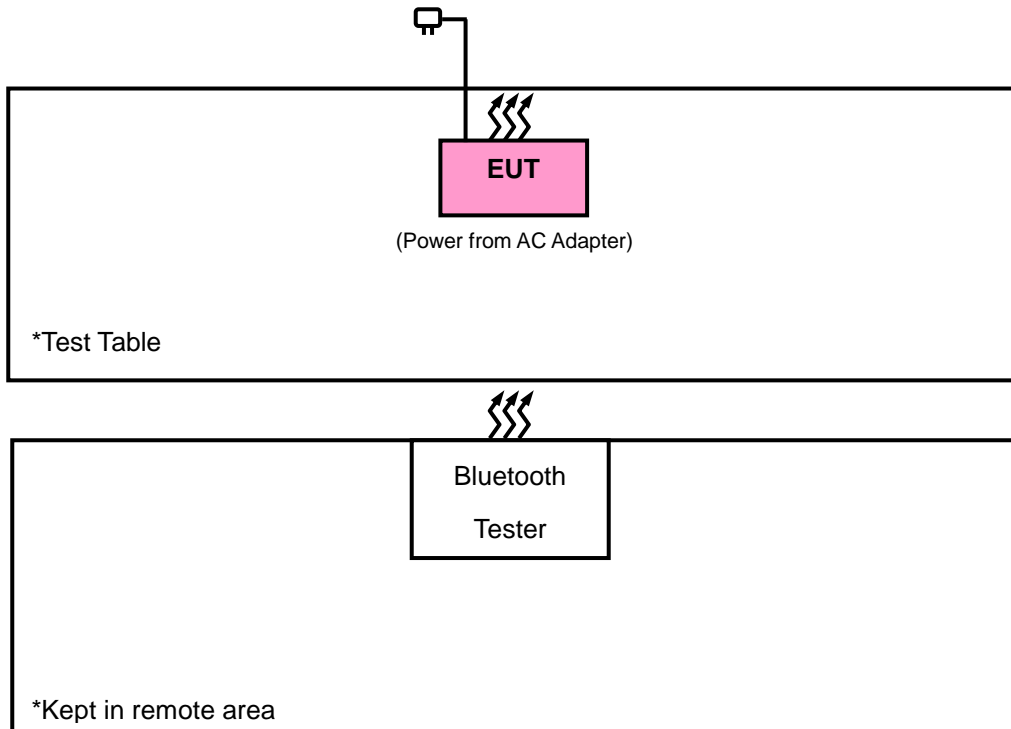 EUT
(Power from AC Adapter)
*Test Table
Bluetooth
Tester
*Kept in remote area